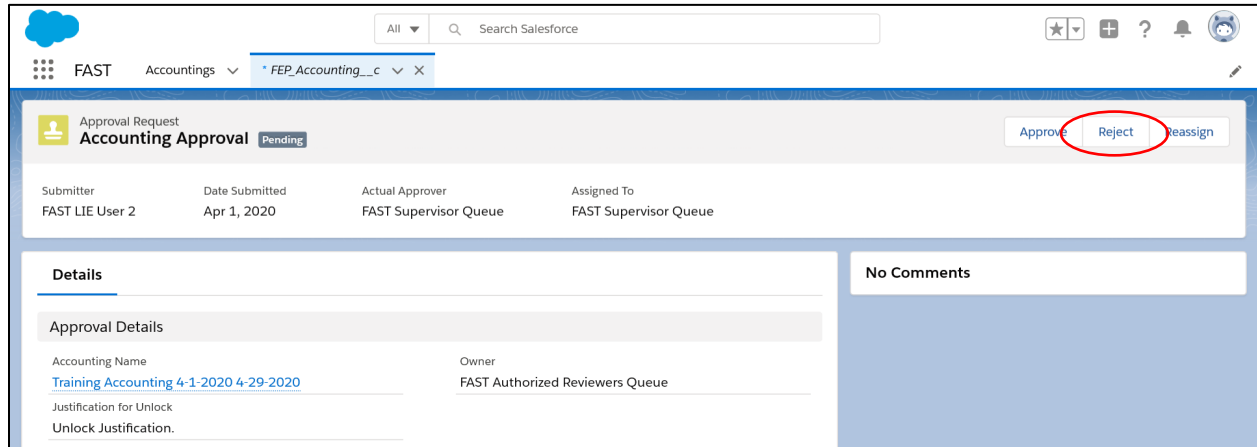 All Search Salesforce
FAST Accountings * FEP_Accounting__c
Approval Request
Accounting Approval Pending
Approve Reject Reassign
Submitter Date Submitted Actual Approver Assigned To
FAST LIE User 2 Apr 1, 2020 FAST Supervisor Queue FAST Supervisor Queue
Details
No Comments
Approval Details
Accounting Name Owner
Training Accounting 4-1-2020 4-29-2020 FAST Authorized Reviewers Queue
Justification for Unlock
Unlock Justification.